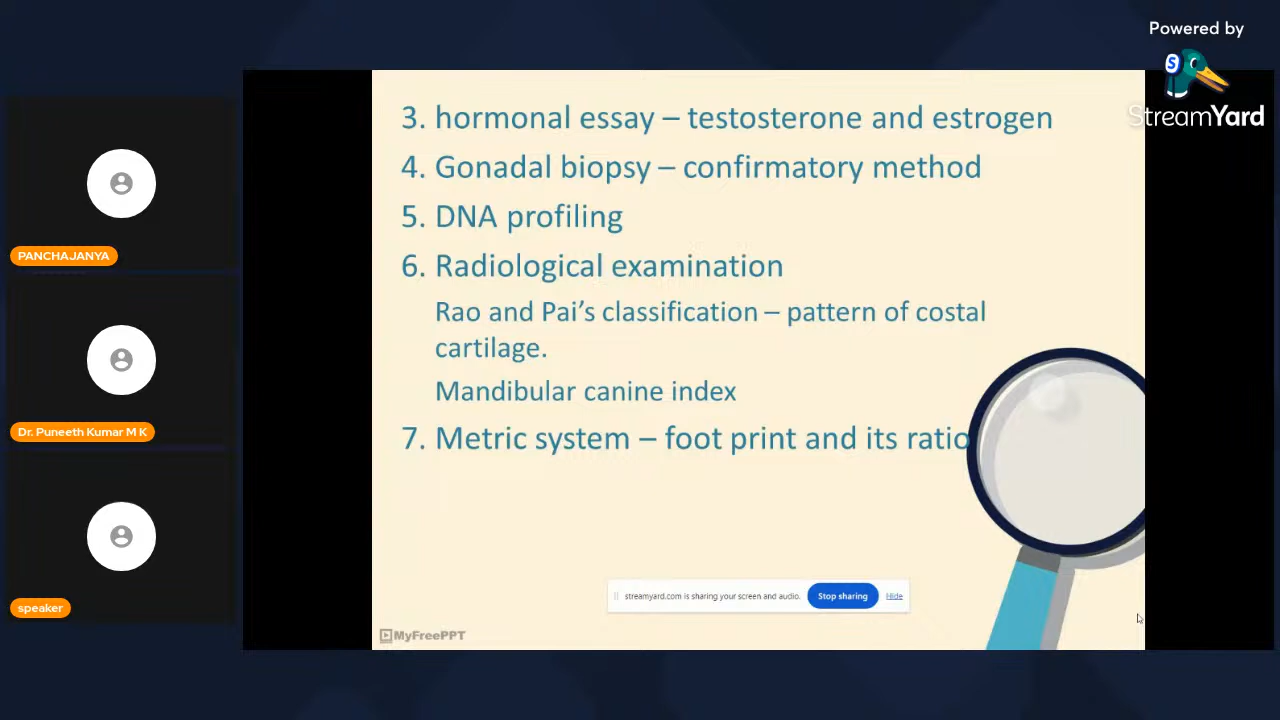 Powered by
StreamYard
3. hormonal essay – testosterone and estrogen
4. Gonadal biopsy – confirmatory method
5. DNA profiling
6. Radiological examination
Rao and Pai’s classification – pattern of costal
cartilage.
Mandibular canine index
7. Metric system – foot print and its ratio
streamyard.com is sharing your screen and audio.
Stop sharing
Hide
MyFreePPT
PANCHAJANYA
Dr. Puneeth Kumar M K
speaker